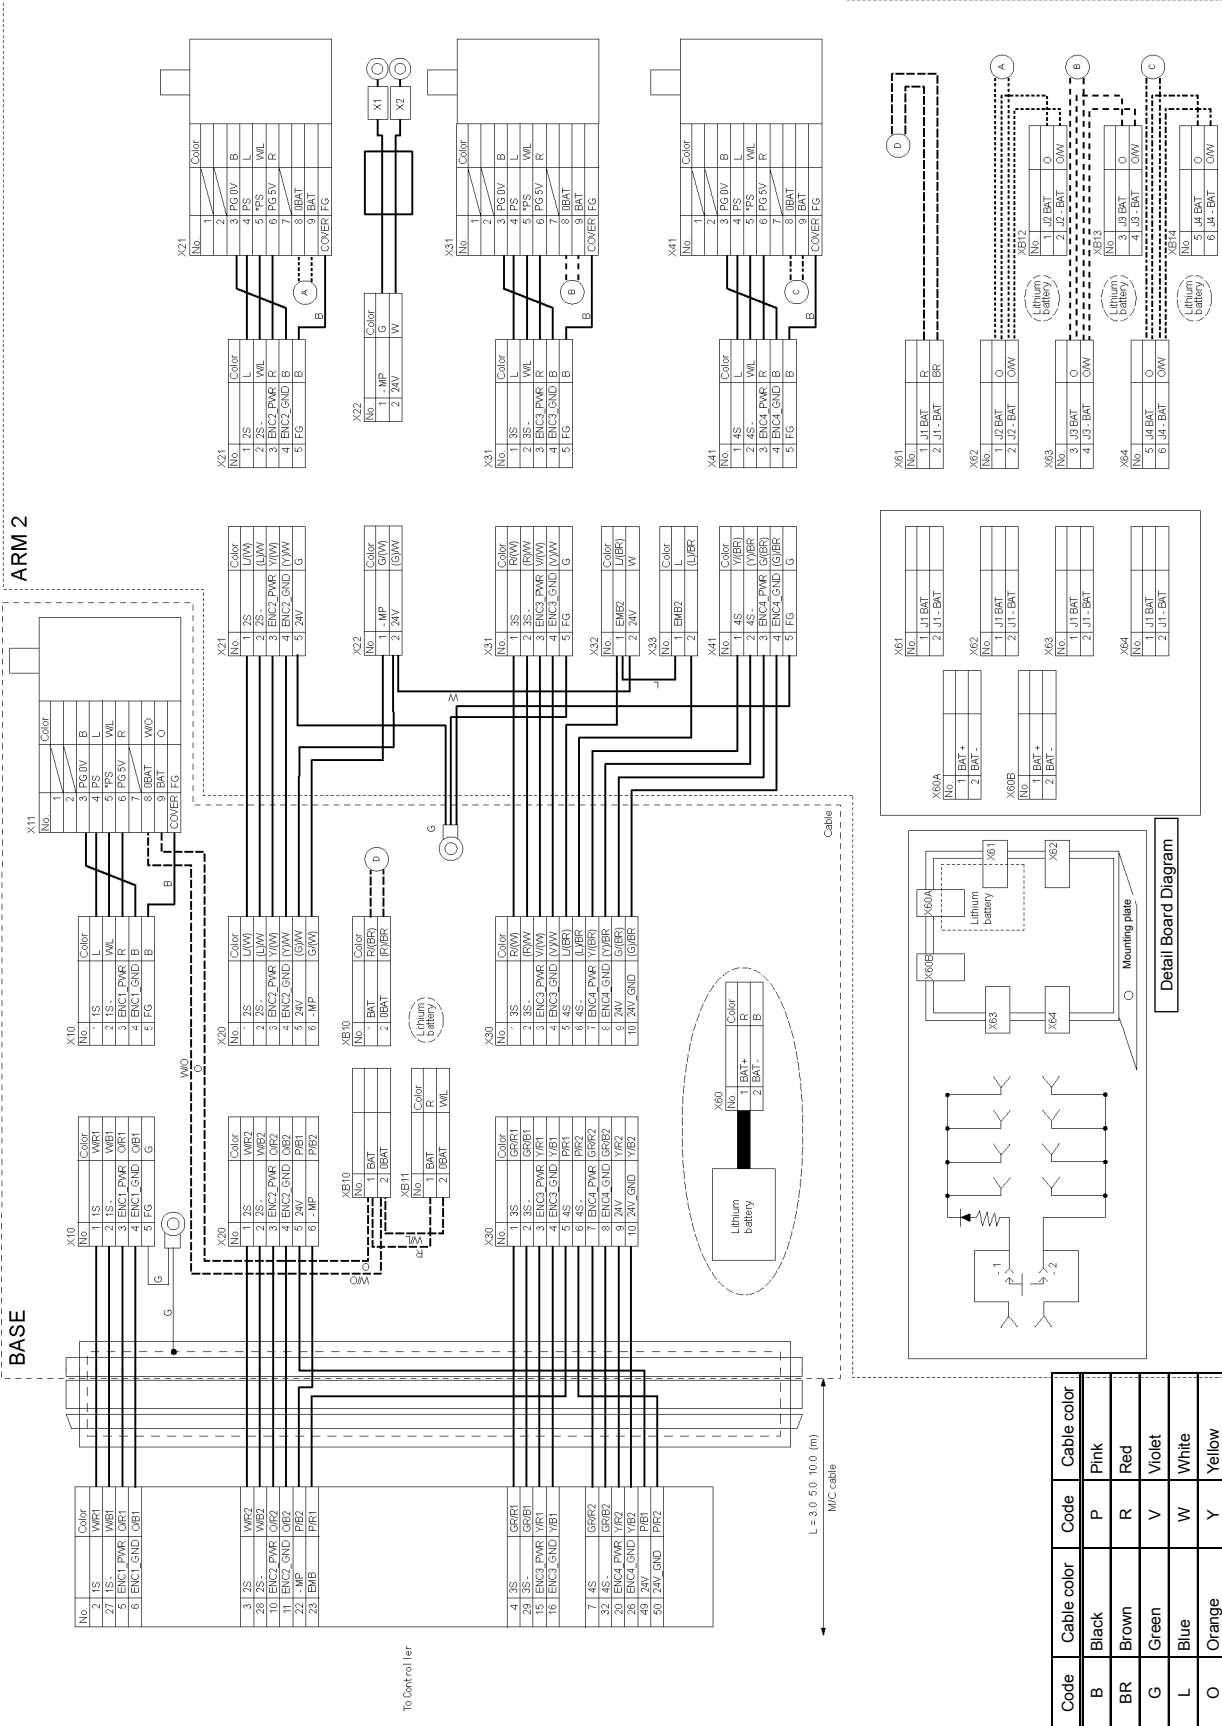 BASE
ARM 2
To Controller
No. Color
2 1S W/R1
27 1S- W/B1
5 ENC1_PWR O/R1
6 ENC1_GND O/B1
3 2S W/R2
28 2S- W/B2
10 ENC2_PWR O/R2
11 ENC2_GND O/B2
22 -MP P/B2
23 EMB P/R1
4 3S GR/R1
29 3S- GR/B1
15 ENC3_PWR Y/R1
16 ENC3_GND Y/B1
7 4S GR/R2
32 4S- GR/B2
20 ENC4_PWR Y/R2
26 ENC4_GND Y/B2
49 24V P/B1
50 24V_GND P/R2
L = 3.0 5.0 10.0 (m)
M/C cable
X10
No. Color
1 1S W/R1
2 1S- W/B1
3 ENC1_PWR O/R1
4 ENC1_GND O/B1
5 FG G
G
G
X20
No. Color
1 2S W/R2
2 2S- W/B2
3 ENC2_PWR O/R2
4 ENC2_GND O/B2
5 24V P/B1
6 -MP P/B2
XB10
No.
1 BAT
2 0BAT
XB11
No. Color
1 BAT R
2 0BAT W/L
O
W/O
W/L
R
X30
No. Color
1 3S GR/R1
2 3S- GR/B1
3 ENC3_PWR Y/R1
4 ENC3_GND Y/B1
5 4S P/R1
6 4S- P/R2
7 ENC4_PWR GR/R2
8 ENC4_GND GR/B2
9 24V Y/R2
10 24V_GND Y/B2
Lithium
battery
X60
No. Color
1 BAT+ R
2 BAT- B
X10
No. Color
1S L
2 1S- W/L
3 ENC1_PWR R
4 ENC1_GND B
5 FG B
W/O
O
X20
No. Color
2S L/(W)
2 2S- (L)/W
3 ENC2_PWR Y/(W)
4 ENC2_GND (Y)/W
5 24V (G)/W
6 -MP G/(W)
XB10
No. Color
BAT R/(BR)
2 0BAT (R)/BR
Lithium
battery
D
X30
No. Color
3S R/(W)
2 3S- (R)/W
3 ENC3_PWR V/(W)
4 ENC3_GND (V)/W
5 4S L/(BR)
6 4S- (L)/BR
7 ENC4_PWR Y/(BR)
8 ENC4_GND (Y)/BR
9 24V G/(BR)
10 24V_GND (G)/BR
X11
No. Color
1
2
3 PG 0V B
4 PS L
5 *PS W/L
6 PG 5V R
7
8 0BAT W/O
9 BAT O
COVER FG
B
Cable
G
W
L
X21
No. Color
1 2S L/(W)
2 2S- (L)/W
3 ENC2_PWR Y/(W)
4 ENC2_GND (Y)/W
5 24V G
X22
No. Color
1 -MP G/(W)
2 24V (G)/W
X31
No. Color
1 3S R/(W)
2 3S- (R)/W
3 ENC3_PWR V/(W)
4 ENC3_GND (V)/W
5 FG G
X32
No. Color
1 EMB2 L/(BR)
2 24V W
X33
No. Color
1 EMB2 L
2 (L)/BR
X41
No. Color
1 4S Y/(BR)
2 4S- (Y)/BR
3 ENC4_PWR G/(BR)
4 ENC4_GND (G)/BR
5 FG G
X21
No. Color
1 2S L
2 2S- W/L
3 ENC2_PWR R
4 ENC2_GND B
5 FG B
X22
No. Color
1 -MP G
2 24V W
X1
X2
X31
No. Color
1 3S L
2 3S- W/L
3 ENC3_PWR R
4 ENC3_GND B
5 FG B
X41
No. Color
1 4S L
2 4S- W/L
3 ENC4_PWR R
4 ENC4_GND B
5 FG B
X21
No. Color
1
2
3 PG 0V B
4 PS L
5 *PS W/L
6 PG 5V R
7
8 0BAT
9 BAT
COVER FG
A
B
X31
No. Color
1
2
3 PG 0V B
4 PS L
5 *PS W/L
6 PG 5V R
7
8 0BAT
9 BAT
COVER FG
B
B
X41
No. Color
1
2
3 PG 0V B
4 PS L
5 *PS W/L
6 PG 5V R
7
8 0BAT
9 BAT
COVER FG
C
B
X61
No. Color
1 J1 BAT R
2 J1 - BAT BR
D
X62
No. Color
1 J2 BAT O
2 J2 - BAT O/W
A
X63
No.
3 J3 BAT O
4 J3 - BAT O/W
B
X64
No.
5 J4 BAT O
6 J4 - BAT O/W
C
XB12
No.
1 J2 BAT O
2 J2 - BAT O/W
Lithium
battery
XB13
No.
3 J3 BAT O
4 J3 - BAT O/W
Lithium
battery
XB14
No.
5 J4 BAT O
6 J4 - BAT O/W
Lithium
battery
X60A
No.
1 BAT +
2 BAT -
X60B
No.
1 BAT +
2 BAT -
X61
No.
1 J1 BAT
2 J1 - BAT
X62
No.
1 J1 BAT
2 J1 - BAT
X63
No.
1 J1 BAT
2 J1 - BAT
X64
No.
1 J1 BAT
2 J1 - BAT
X60A
X60B
X61
X62
X63
X64
Lithium
battery
Mounting plate
- 1
- 2
Detail Board Diagram
Code Cable color Code Cable color
B Black P Pink
BR Brown R Red
G Green V Violet
L Blue W White
O Orange Y Yellow